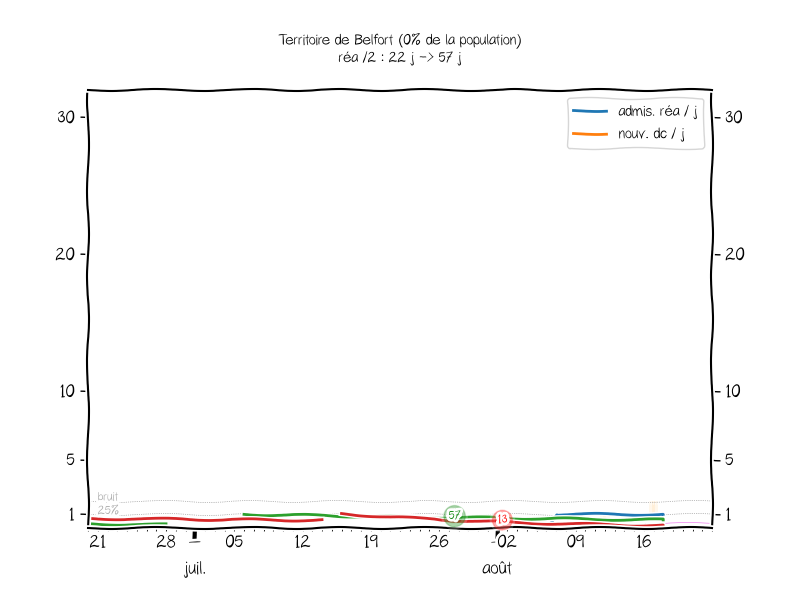 Territoire de Belfort (0% de la population)
réa /2 : 22 j -> 57 j
admis. réa / j
nouv. dc / j
30 30
20 20
10 10
5 5
bruit
25%
1 1
57 13
21 28 05 12 19 26 02 09 16
juil. août